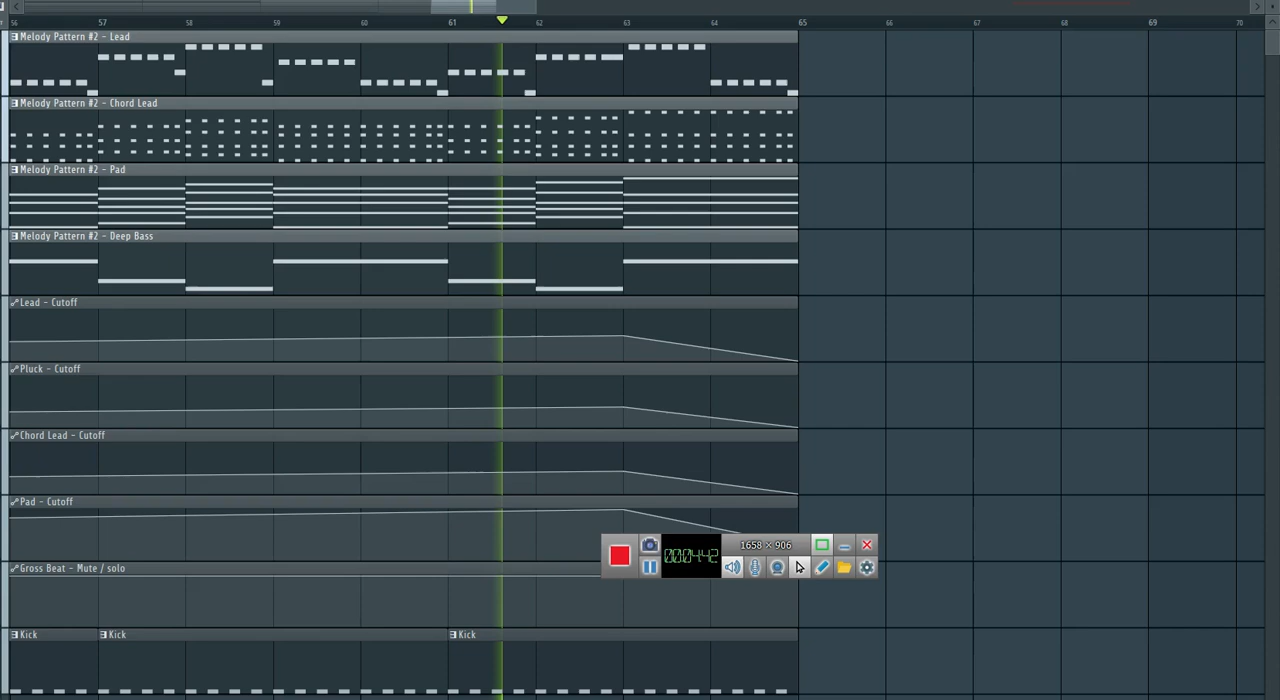 56 57 58 59 60 61 62 63 64 65 66 67 68 69 70
Melody Pattern #2 - Lead
Melody Pattern #2 - Chord Lead
Melody Pattern #2 - Pad
Melody Pattern #2 - Deep Bass
Lead - Cutoff
Pluck - Cutoff
Chord Lead - Cutoff
Pad - Cutoff
1658 × 906
00:04:42
Gross Beat - Mute / solo
Kick Kick Kick